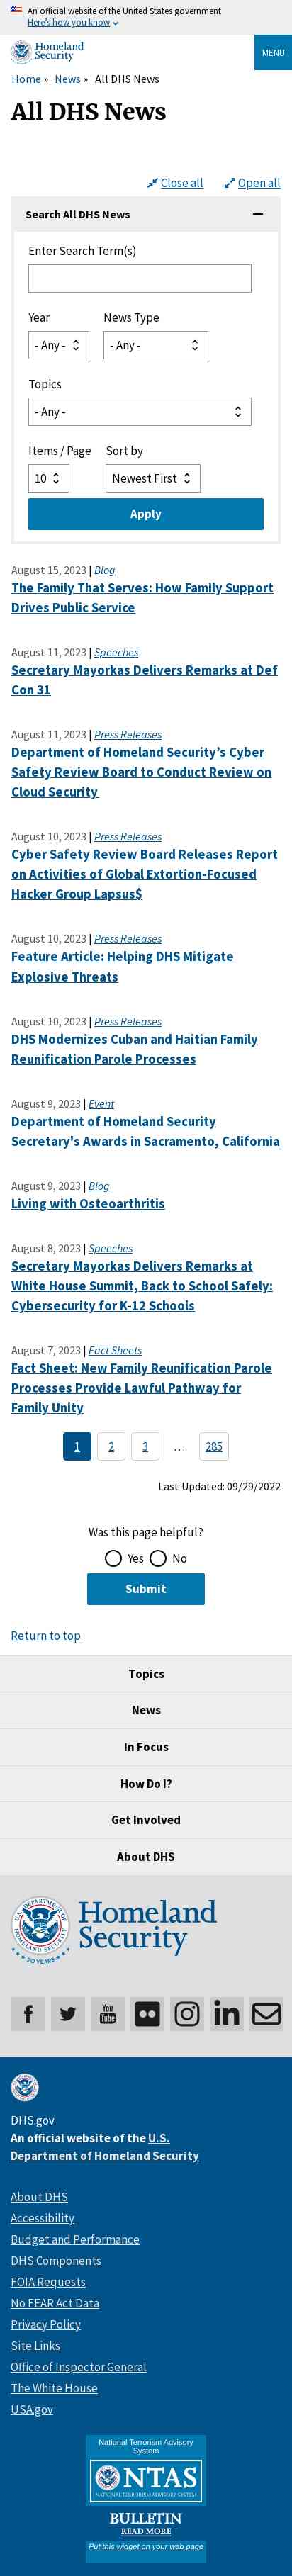 An official website of the U.S. government
Here's how you know
Homeland
Security
MENU
Home » News » All DHS News
All DHS News
Close all Open all
Search All DHS News
Enter Search Term(s)
Year News Type
- Any - - Any -
Topics
- Any -
Items / Page Sort by
10 Newest First
Apply
August 15, 2023 | Blog
The Family That Serves: How Family Support
Drives Public Service
August 11, 2023 | Speeches
Secretary Mayorkas Delivers Remarks at Def
Con 31
August 11, 2023 | Press Releases
Department of Homeland Security’s Cyber
Safety Review Board to Conduct Review on
Cloud Security
August 10, 2023 | Press Releases
Cyber Safety Review Board Releases Report
on Activities of Global Extortion-Focused
Hacker Group Lapsus$
August 10, 2023 | Press Releases
Feature Article: Helping DHS Mitigate
Explosive Threats
August 10, 2023 | Press Releases
DHS Modernizes Cuban and Haitian Family
Reunification Parole Processes
August 9, 2023 | Event
Department of Homeland Security
Secretary's Awards in Sacramento, California
August 9, 2023 | Blog
Living with Osteoarthritis
August 8, 2023 | Speeches
Secretary Mayorkas Delivers Remarks at
White House Summit, Back to School Safely:
Cybersecurity for K-12 Schools
August 7, 2023 | Fact Sheets
Fact Sheet: New Family Reunification Parole
Processes Provide Lawful Pathway for
Family Unity
1 2 3 … 285
Last Updated: 09/29/2022
Was this page helpful?
Yes No
Submit
Return to top
Topics
News
In Focus
How Do I?
Get Involved
About DHS
Homeland
Security
20 YEARS
You
Tube
DHS.gov
An official website of the U.S.
Department of Homeland Security
About DHS
Accessibility
Budget and Performance
DHS Components
FOIA Requests
No FEAR Act Data
Privacy Policy
Site Links
Office of Inspector General
The White House
USA.gov
National Terrorism Advisory
System
NTAS
NATIONAL TERRORISM ADVISORY SYSTEM
BULLETIN
READ MORE
Put this widget on your web page